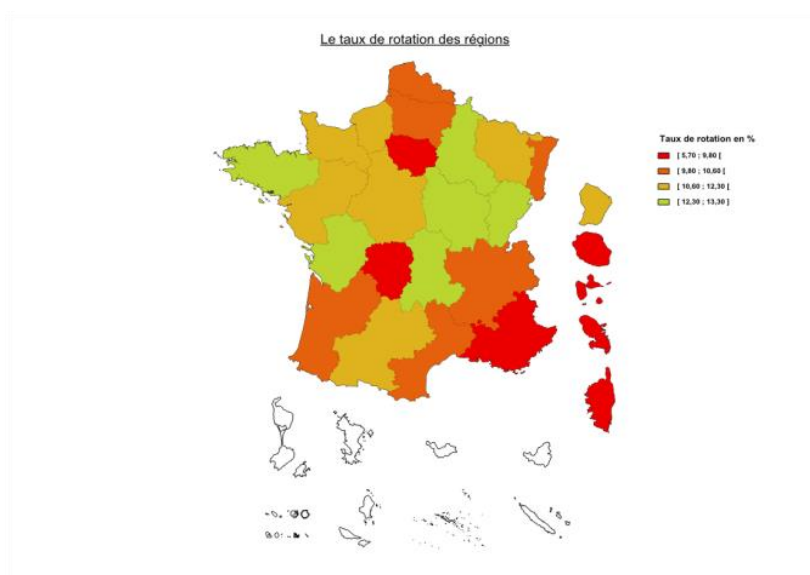 Le taux de rotation des régions
Taux de rotation en %
[ 5,70 ; 9,80 [
[ 9,80 ; 10,60 [
[ 10,60 ; 12,30 [
[ 12,30 ; 13,30 ]